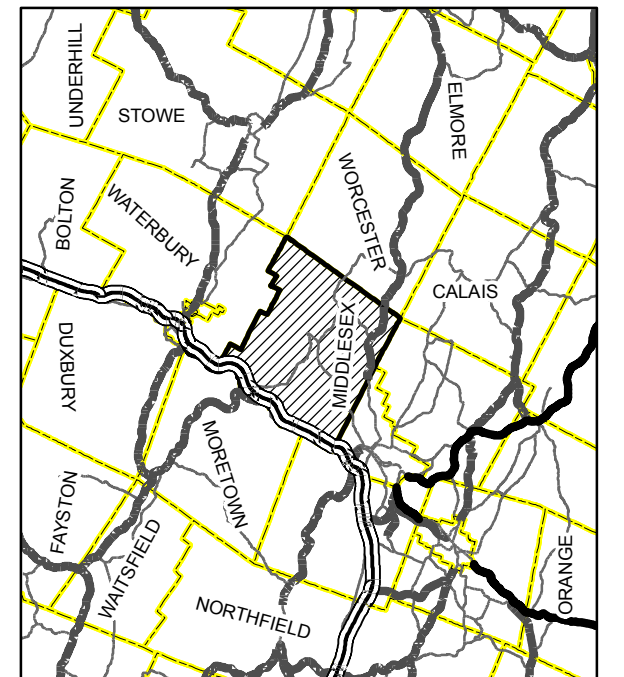 UNDERHILL
STOWE
ELMORE
WORCESTER
BOLTON
WATERBURY
CALAIS
MIDDLESEX
DUXBURY
MORETOWN
FAYSTON
WAITSFIELD
ORANGE
NORTHFIELD